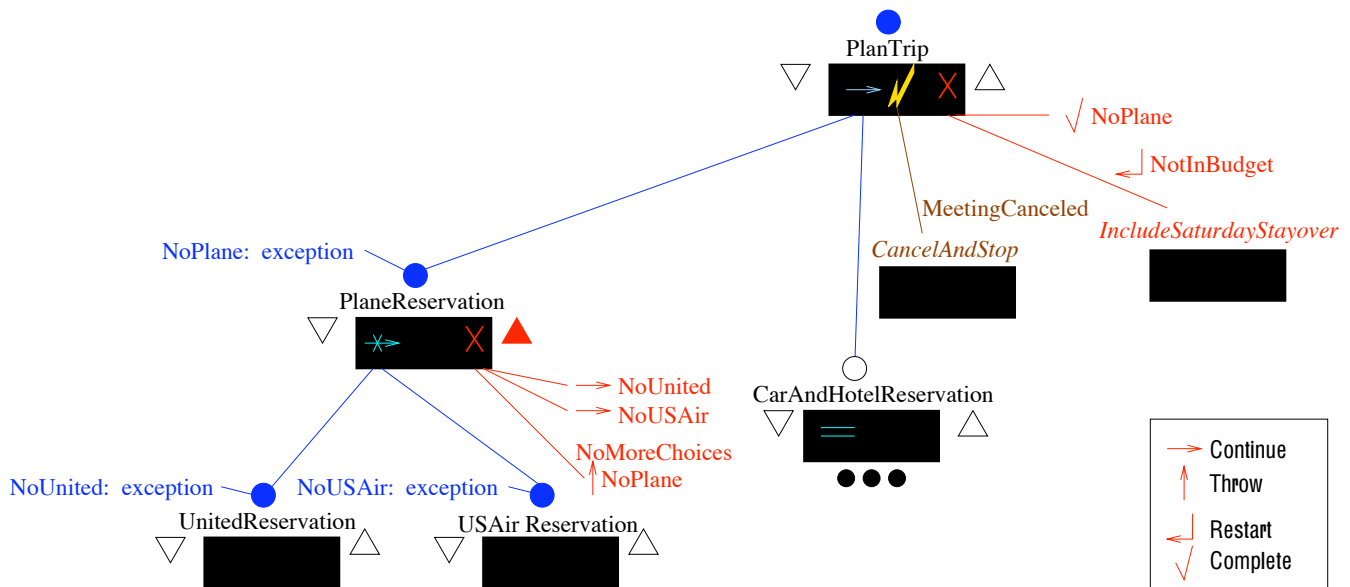 PlanTrip
NoPlane
NotInBudget
MeetingCanceled
IncludeSaturdayStayover
NoPlane: exception
CancelAndStop
PlaneReservation
NoUnited
CarAndHotelReservation
NoUSAir
NoMoreChoices
NoPlane
NoUnited: exception
NoUSAir: exception
UnitedReservation
USAir Reservation
Continue
Throw
Restart
Complete